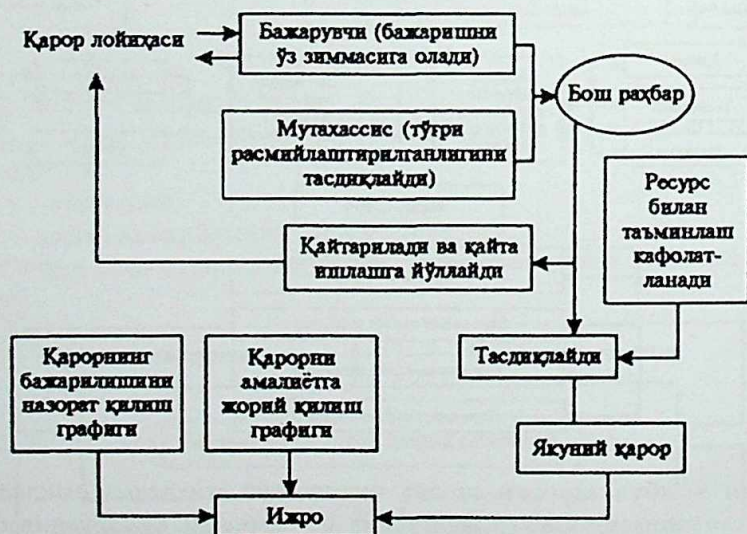 Қарор лойиҳаси
Бажарувчи (бажаришни
ўз зиммасига олади)
Бош раҳбар
Мутахассис (тўғри
расмийлаштирилганлигини
тасдиқлайди)
Ресурс
билан
таъминлаш
кафолат-
ланади
Қайтарилади ва қайта
ишлашга йўллайди
Тасдиқлайди
Қарорнинг
бажарилишини
назорат қилиш
графиги
Қарорни
амалиётга
жорий қилиш
графиги
Якуний қарор
Ижро